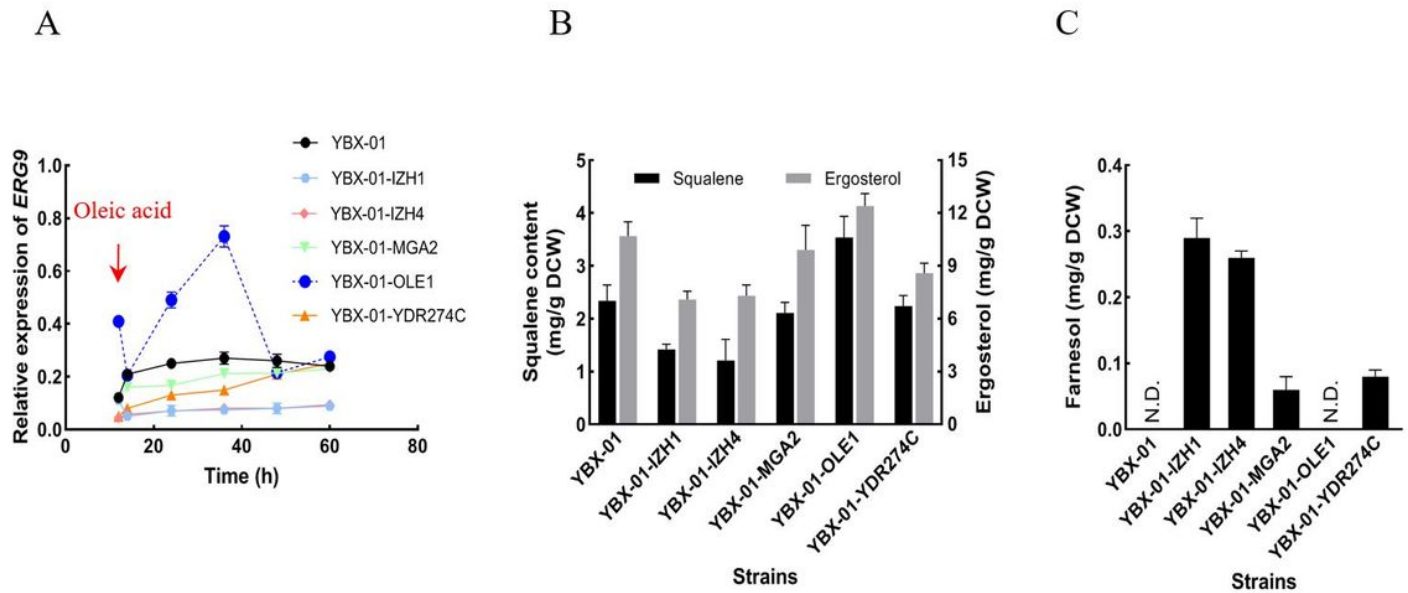 A
B
C
Relative expression of ERG9
1.0
0.8
0.6
0.4
0.2
0.0
0
20
40
60
80
Time (h)
Oleic acid
YBX-01
YBX-01-IZH1
YBX-01-IZH4
YBX-01-MGA2
YBX-01-OLE1
YBX-01-YDR274C
Squalene content
(mg/g DCW)
5
4
3
2
1
0
Squalene
Ergosterol
15
12
9
6
3
0
Ergosterol (mg/g DCW)
YBX-01
YBX-01-IZH1
YBX-01-IZH4
YBX-01-MGA2
YBX-01-OLE1
YBX-01-YDR274C
Strains
Farnesol (mg/g DCW)
0.4
0.3
0.2
0.1
0.0
N.D.
N.D.
YBX-01
YBX-01-IZH1
YBX-01-IZH4
YBX-01-MGA2
YBX-01-OLE1
YBX-01-YDR274C
Strains